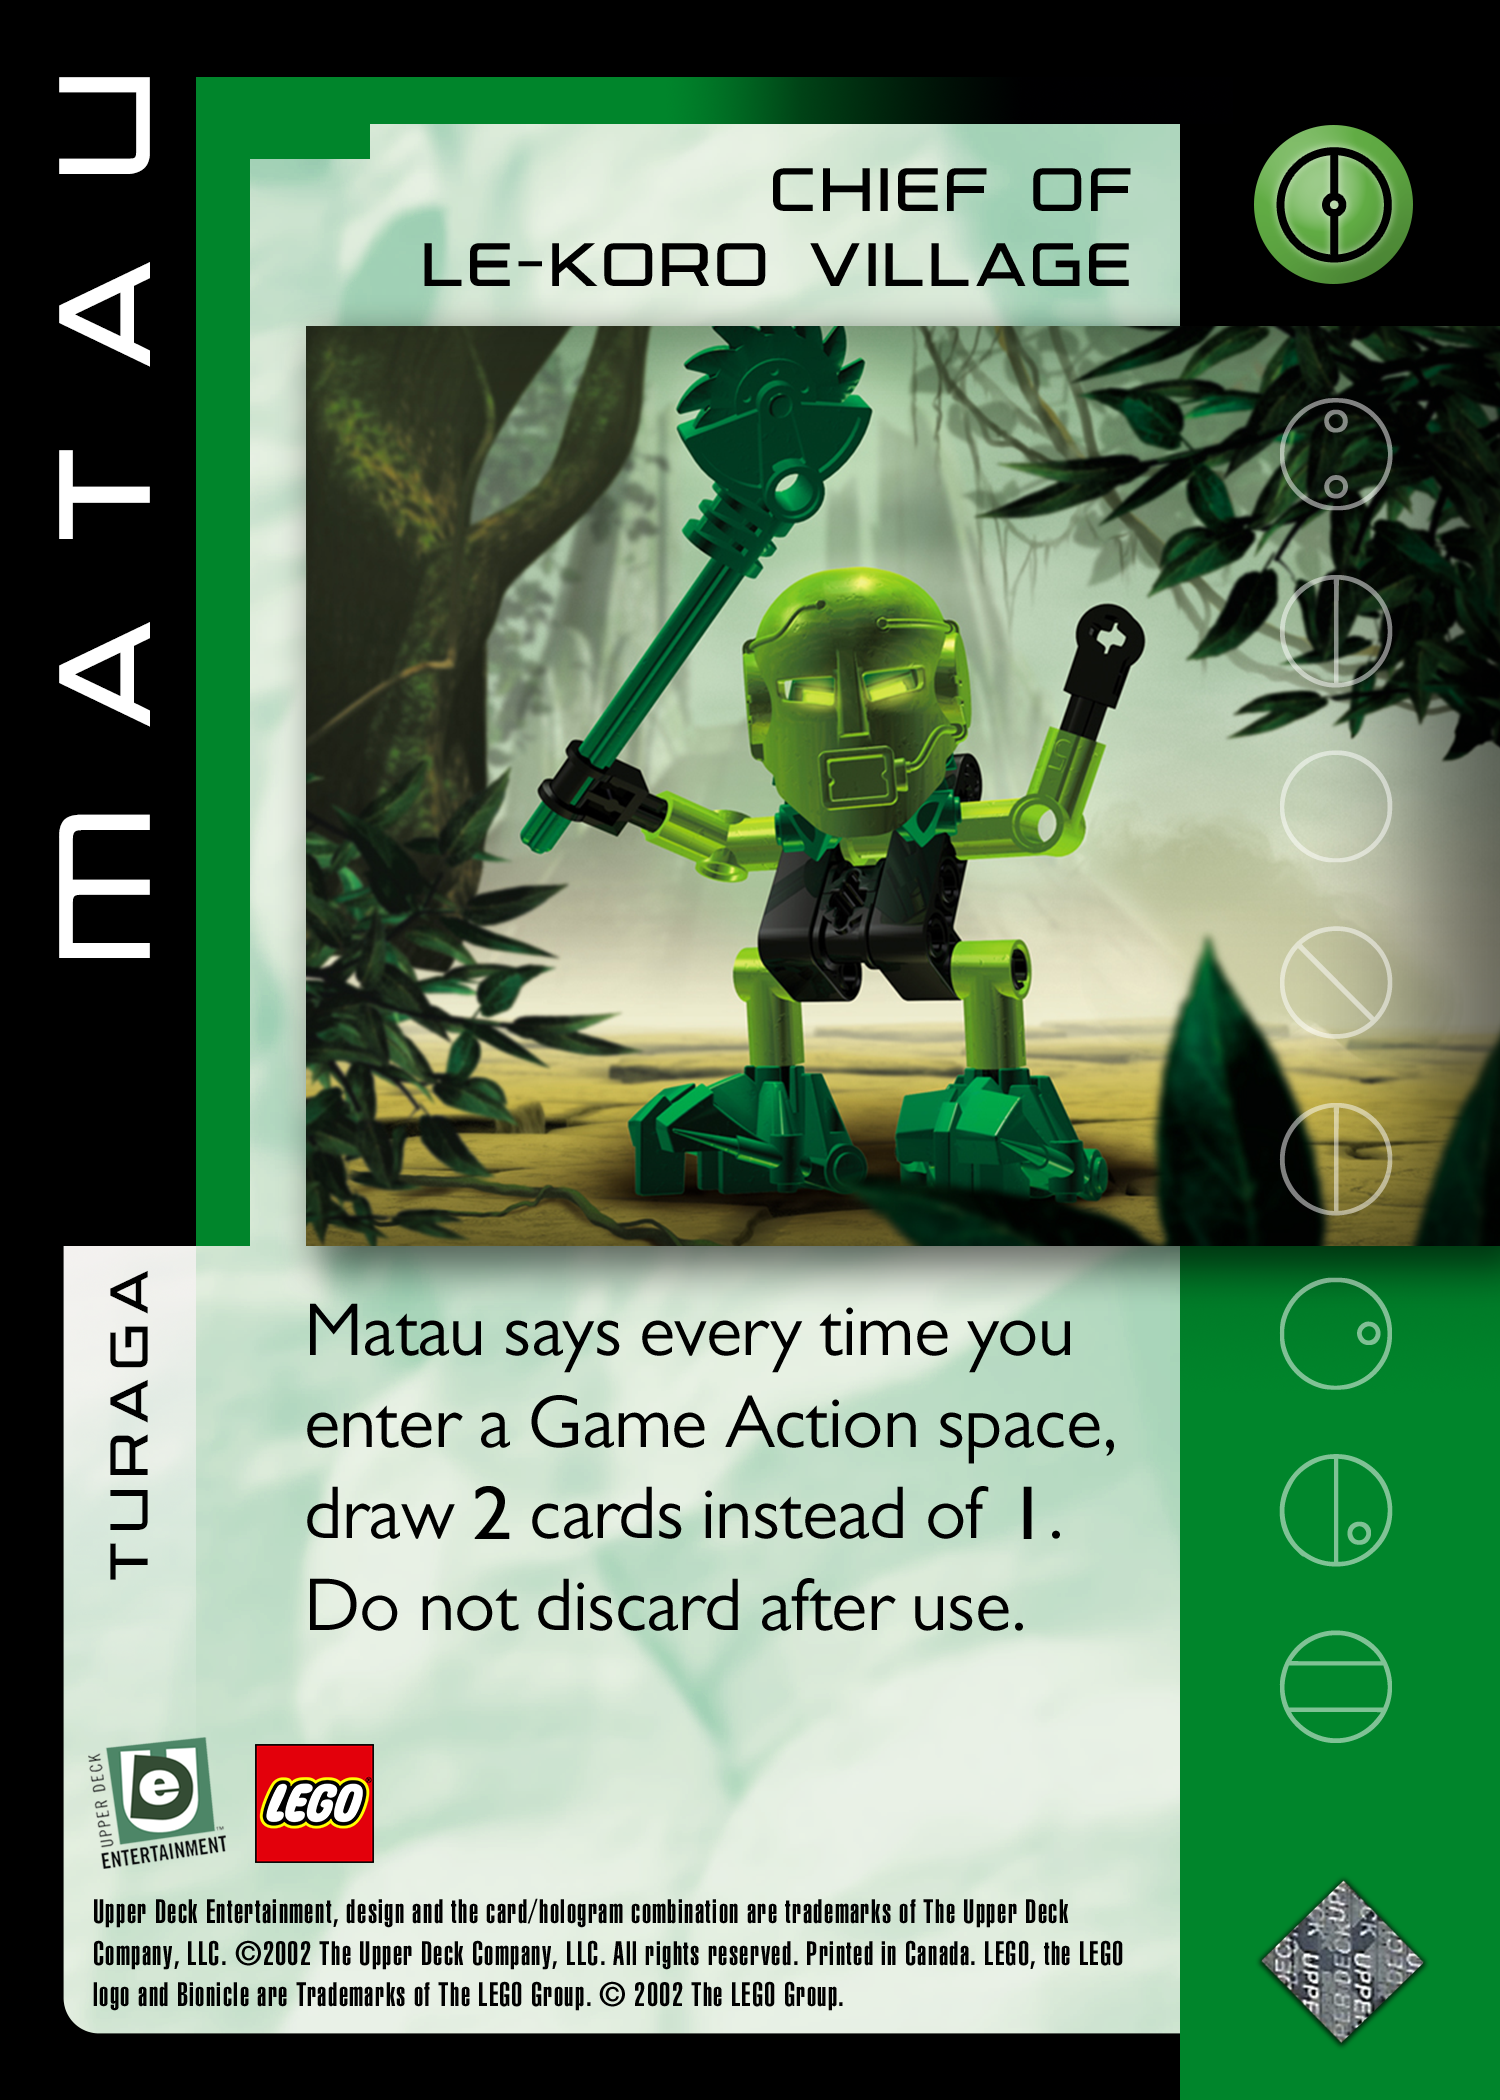 MATAU
CHIEF OF
LE-KORO VILLAGE
TURAGA
Matau says every time you
enter a Game Action space,
draw 2 cards instead of 1.
Do not discard after use.
UPPER DECK
ENTERTAINMENT
LEGO
Upper Deck Entertainment, design and the card/hologram combination are trademarks of The Upper Deck
Company, LLC. ©2002 The Upper Deck Company, LLC. All rights reserved. Printed in Canada. LEGO, the LEGO
logo and Bionicle are Trademarks of The LEGO Group. © 2002 The LEGO Group.